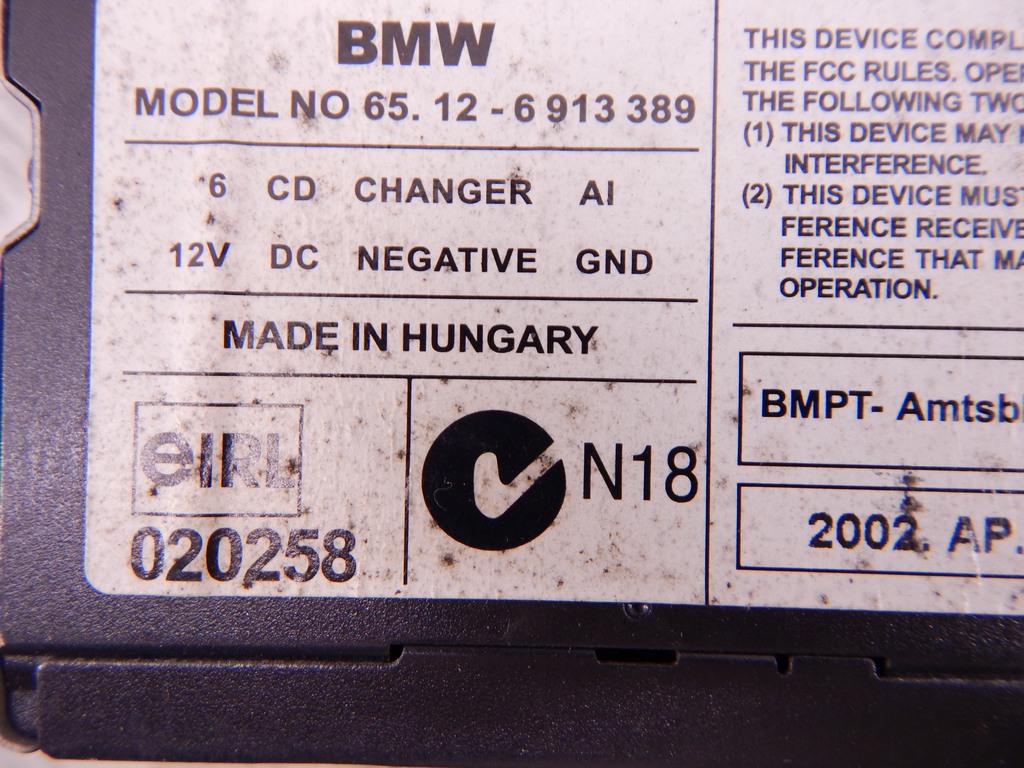 BMW
MODEL NO 65. 12 - 6 913 389
6 CD CHANGER AI
12V DC NEGATIVE GND
MADE IN HUNGARY
eIRL
020258
N18
THIS DEVICE COMPL
THE FCC RULES. OPE
THE FOLLOWING TWO
(1) THIS DEVICE MAY
INTERFERENCE.
(2) THIS DEVICE MUST
FERENCE RECEIVE
FERENCE THAT MA
OPERATION.
BMPT- Amtsb
2002. AP.